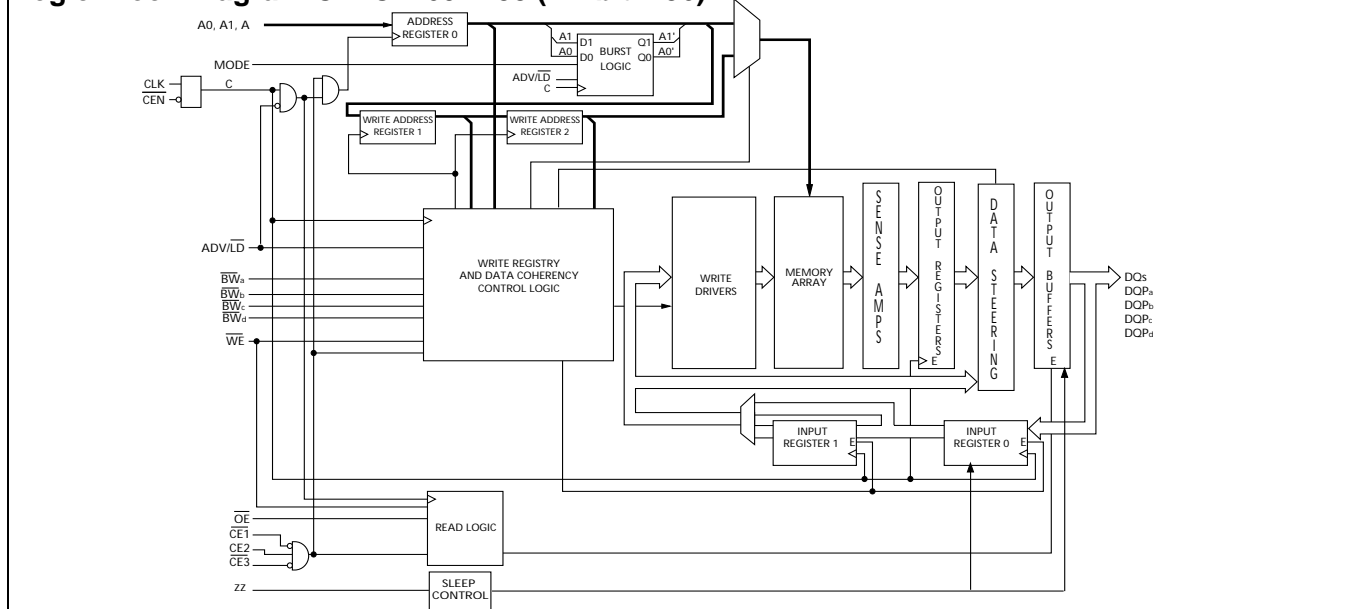 A0, A1, A
ADDRESS
REGISTER 0
A1
D1
Q1
A1'
A0
D0
Q0
A0'
BURST
LOGIC
MODE
ADV/LD
C
CLK
CEN
C
WRITE ADDRESS
REGISTER 1
WRITE ADDRESS
REGISTER 2
ADV/LD
BWa
BWb
BWc
BWd
WE
WRITE REGISTRY
AND DATA COHERENCY
CONTROL LOGIC
WRITE
DRIVERS
MEMORY
ARRAY
SENSE AMPS
OUTPUT REGISTERS
E
DATA STEERING
OUTPUT BUFFERS
E
DQs
DQPa
DQPb
DQPc
DQPd
INPUT
REGISTER 1
E
INPUT
REGISTER 0
E
OE
CE1
CE2
CE3
READ LOGIC
ZZ
SLEEP
CONTROL